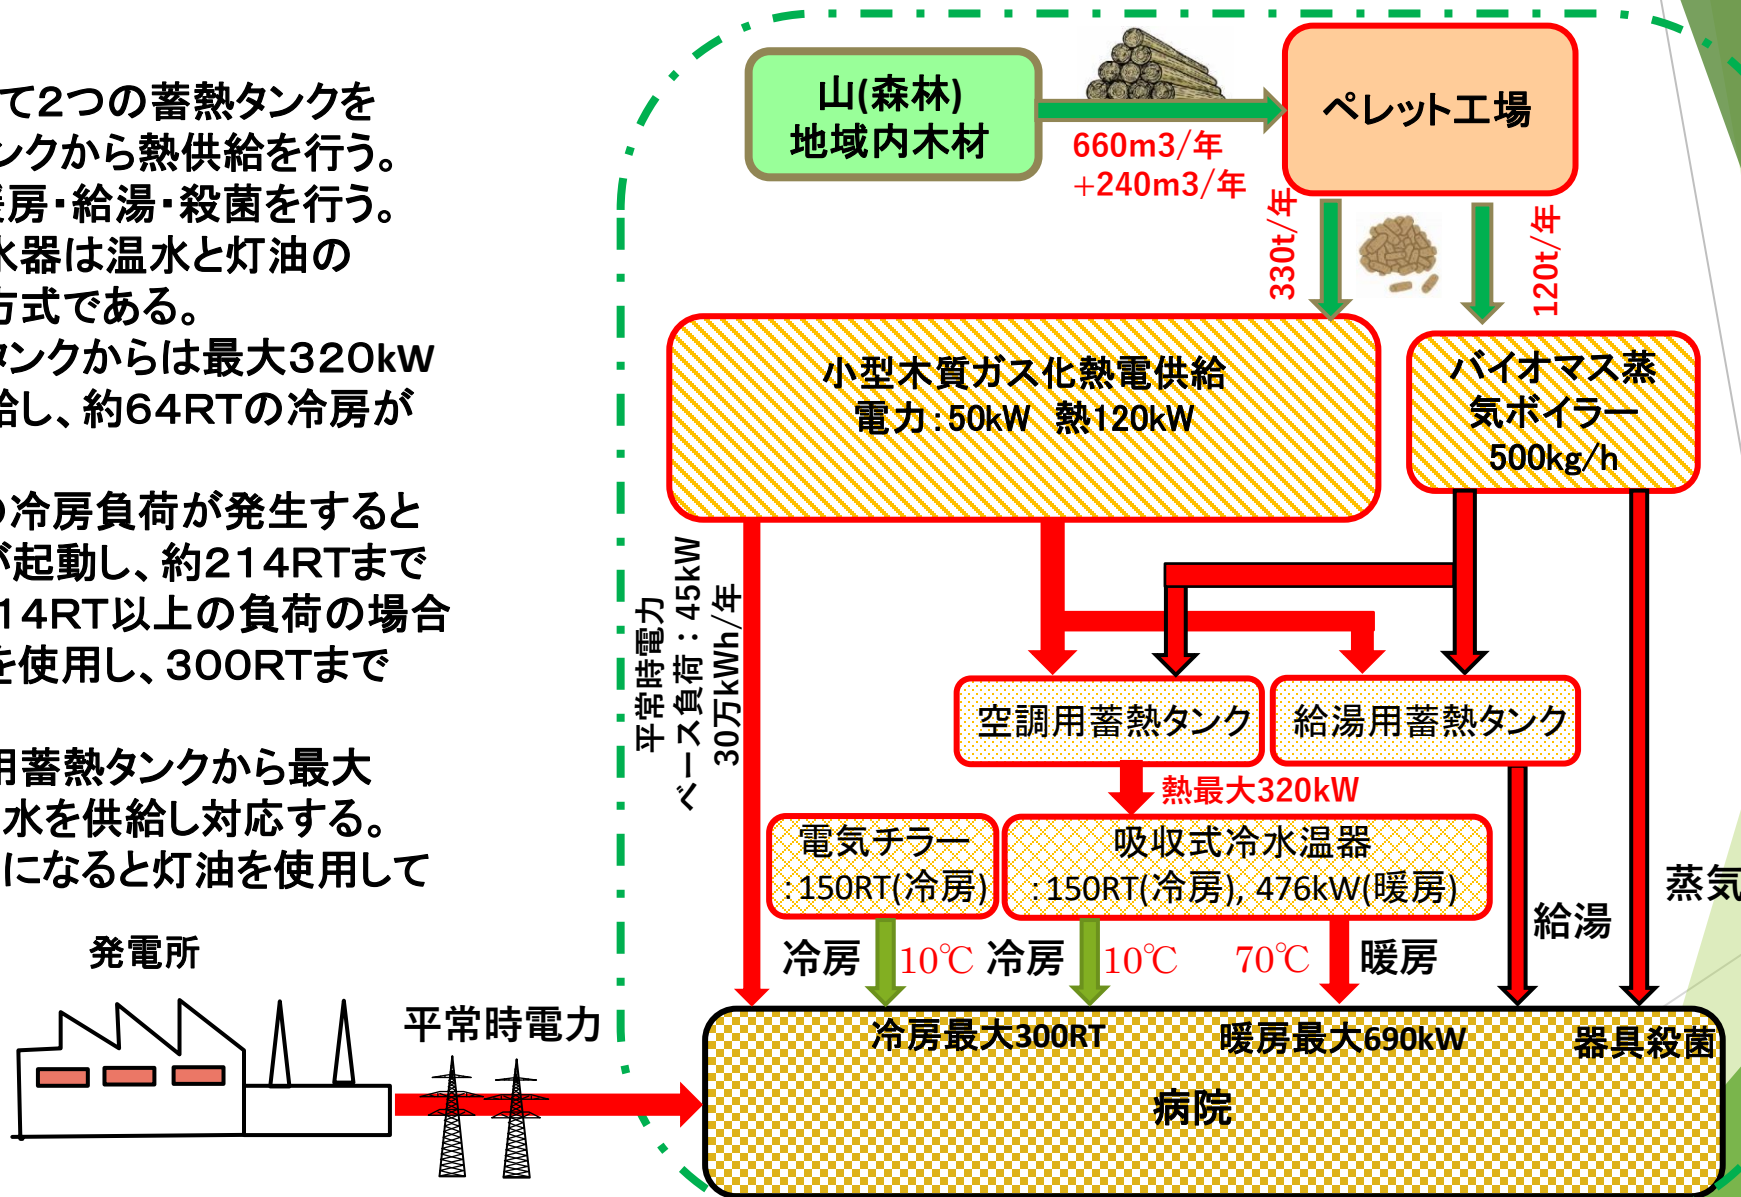 て2つの蓄熱タンクを
ンクから熱供給を行う。
暖房・給湯・殺菌を行う。
水器は温水と灯油の
方式である。
タンクからは最大320kW
給し、約64RTの冷房が
の冷房負荷が発生すると
が起動し、約214RTまで
14RT以上の負荷の場合
を使用し、300RTまで
用蓄熱タンクから最大
水を供給し対応する。
になると灯油を使用して
発電所
平常時電力
山(森林)
地域内木材
660m3/年
+240m3/年
ペレット工場
330t/年
120t/年
小型木質ガス化熱電供給
電力:50kW 熱120kW
バイオマス蒸
気ボイラー
500kg/h
平常時電力
ベース負荷：45kW
30万kWh/年
空調用蓄熱タンク
給湯用蓄熱タンク
熱最大320kW
電気チラー
:150RT(冷房)
吸収式冷水温器
:150RT(冷房), 476kW(暖房)
蒸気
給湯
冷房
10℃
冷房
10℃
70℃
暖房
冷房最大300RT
暖房最大690kW
器具殺菌
病院